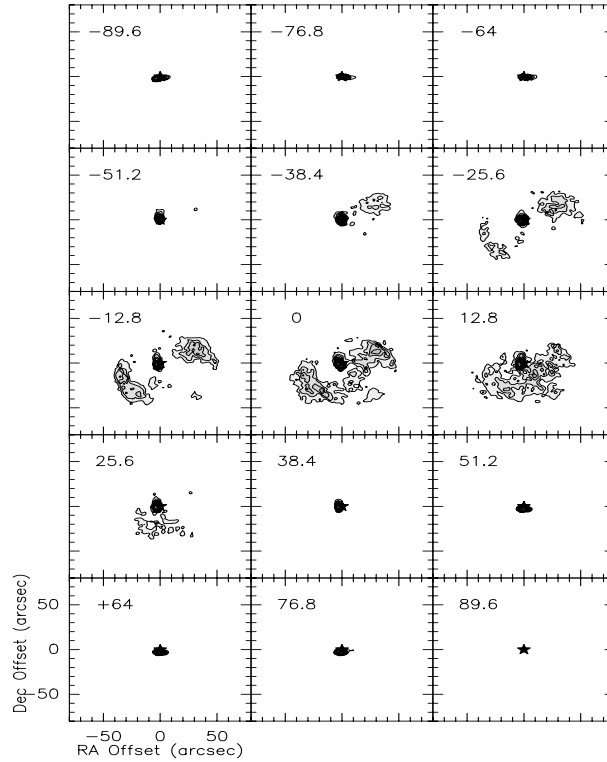 −89.6 −76.8 −64
−51.2 −38.4 −25.6
−12.8 0 12.8
25.6 38.4 51.2
+64 76.8 89.6
50
0
−50
Dec Offset (arcsec)
−50 0 50
RA Offset (arcsec)